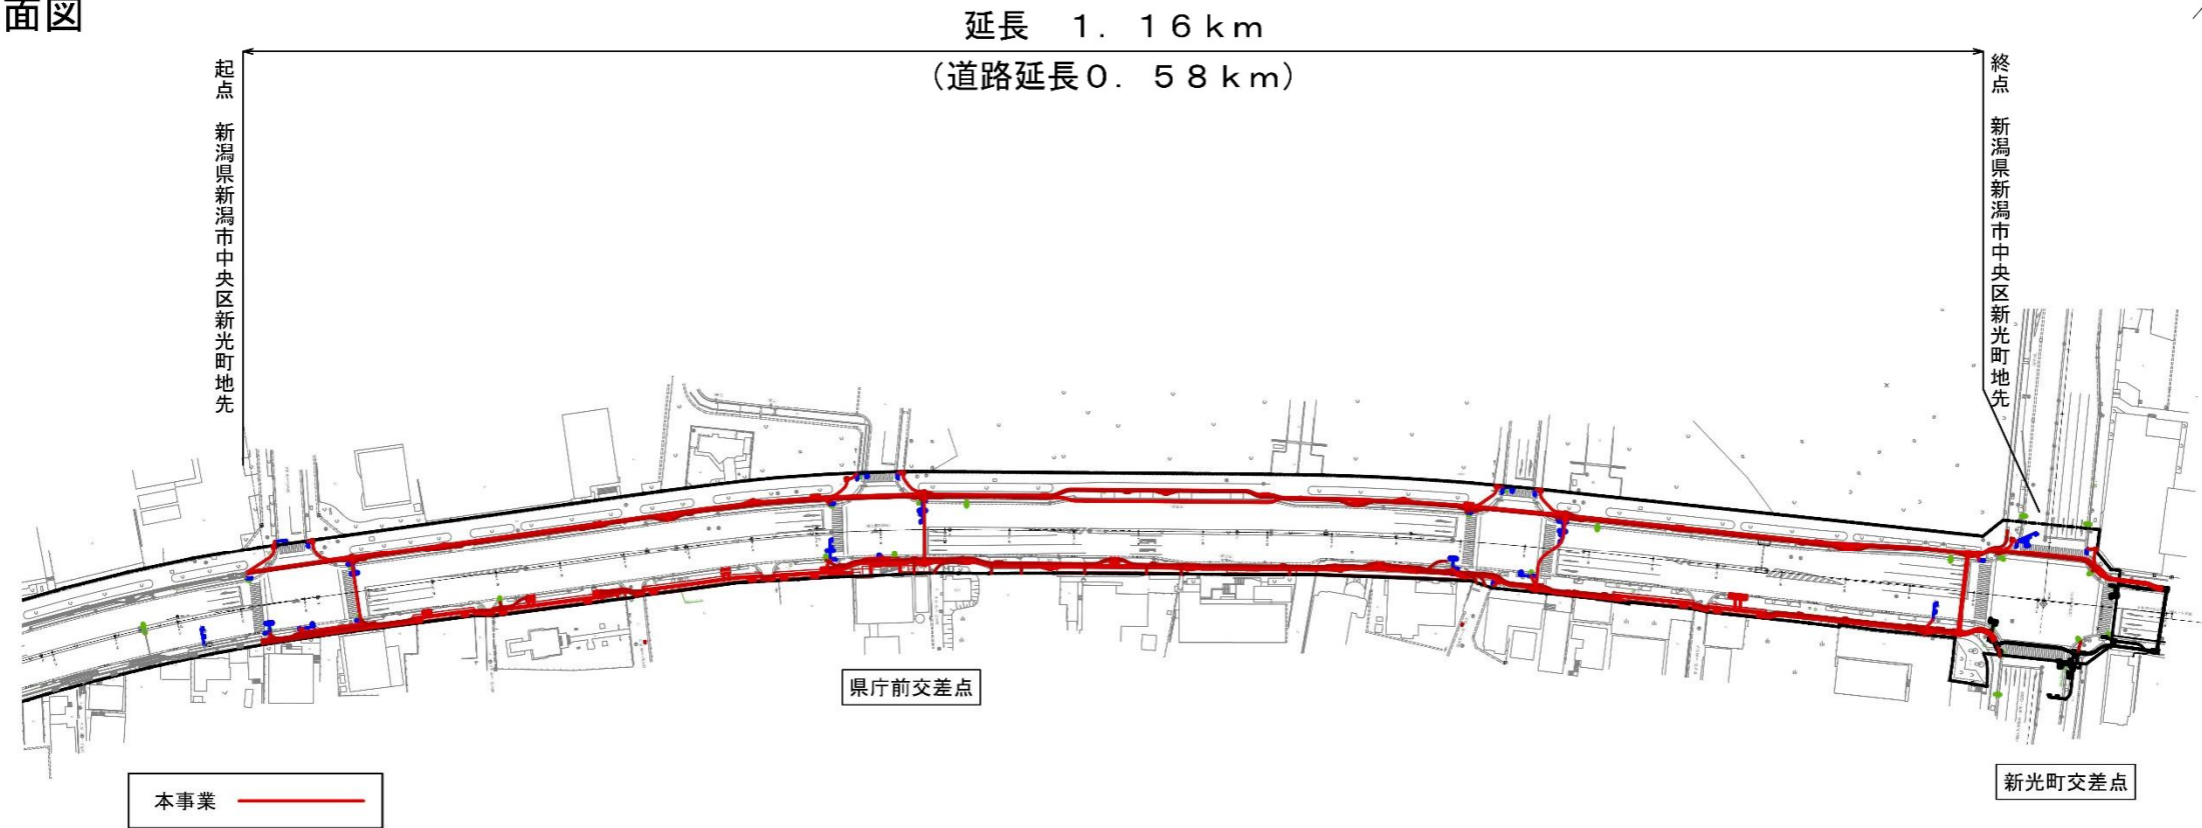 面図
延長　１．１６ｋｍ
（道路延長０．５８ｋｍ）
起点　新潟県新潟市中央区新光町地先
終点　新潟県新潟市中央区新光町地先
県庁前交差点
新光町交差点
本事業